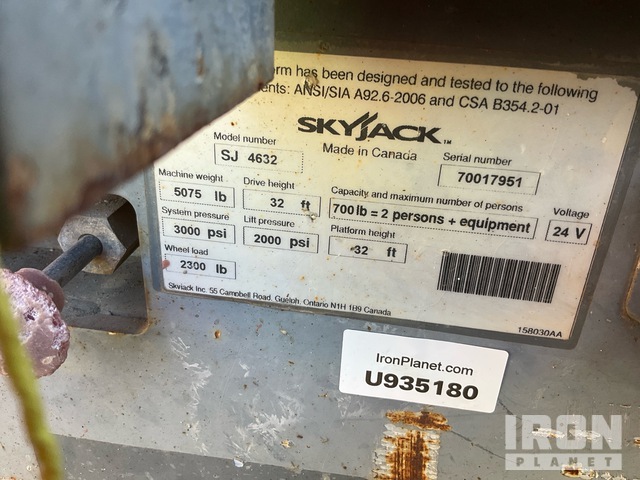 orm has been designed and tested to the following
ents: ANSI/SIA A92.6-2006 and CSA B354.2-01
SKYJACK™
Made in Canada
Model number
SJ 4632
Serial number
70017951
Machine weight
5075 lb
Drive height
32 ft
Capacity and maximum number of persons
700 lb = 2 persons + equipment
Voltage
24 V
System pressure
3000 psi
Lift pressure
2000 psi
Platform height
32 ft
Wheel load
2300 lb
Skyjack Inc. 55 Campbell Road, Guelph, Ontario N1H 1B9 Canada
158030AA
IronPlanet.com
U935180
IRON
PLANET